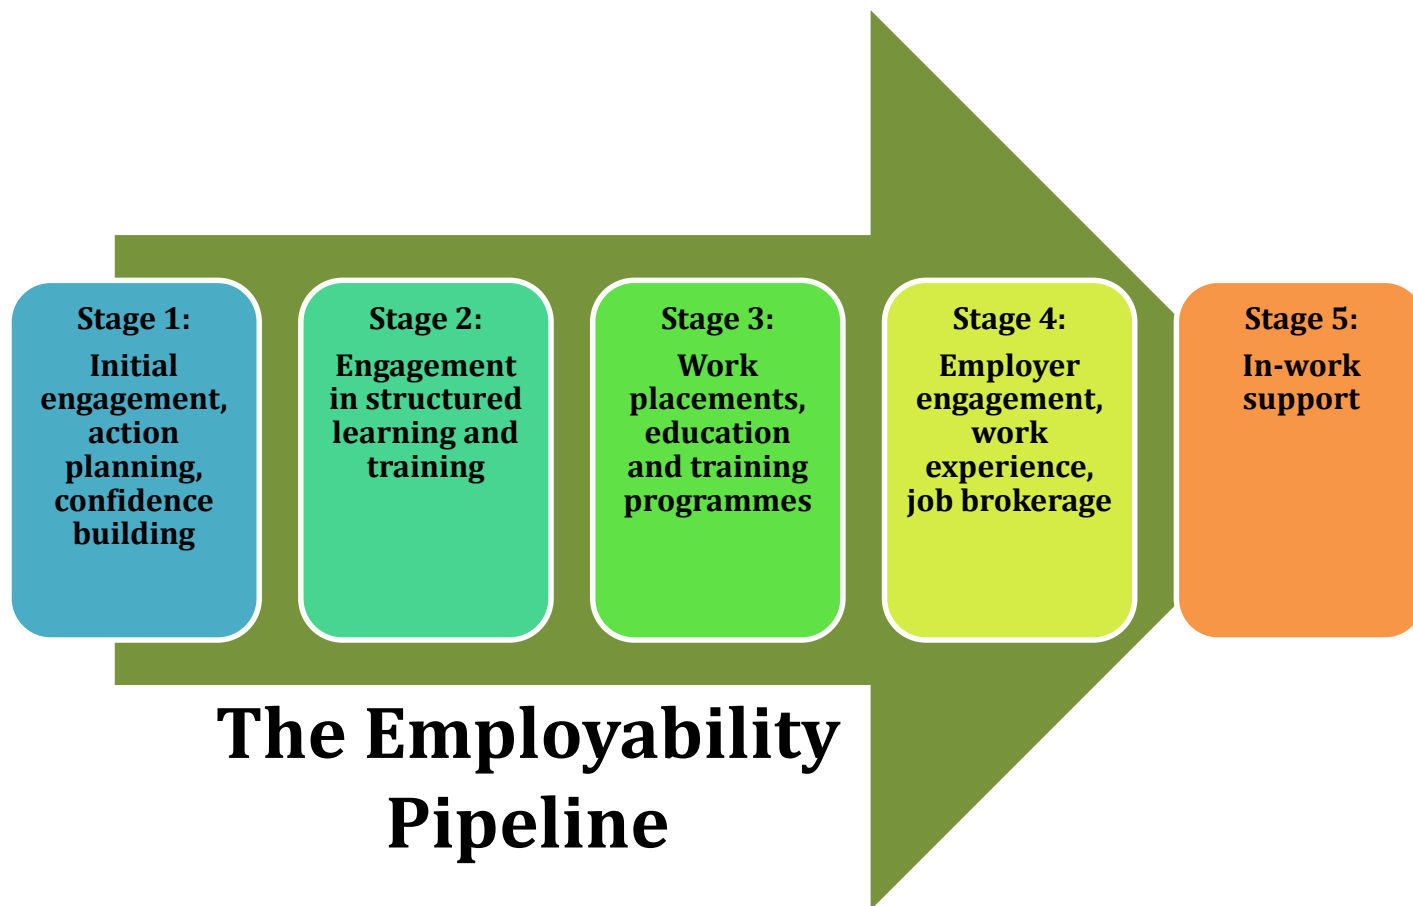 Stage 1:
Initial
engagement,
action
planning,
confidence
building
Stage 2:
Engagement
in structured
learning and
training
Stage 3:
Work
placements,
education
and training
programmes
Stage 4:
Employer
engagement,
work
experience,
job brokerage
Stage 5:
In-work
support
The Employability
Pipeline